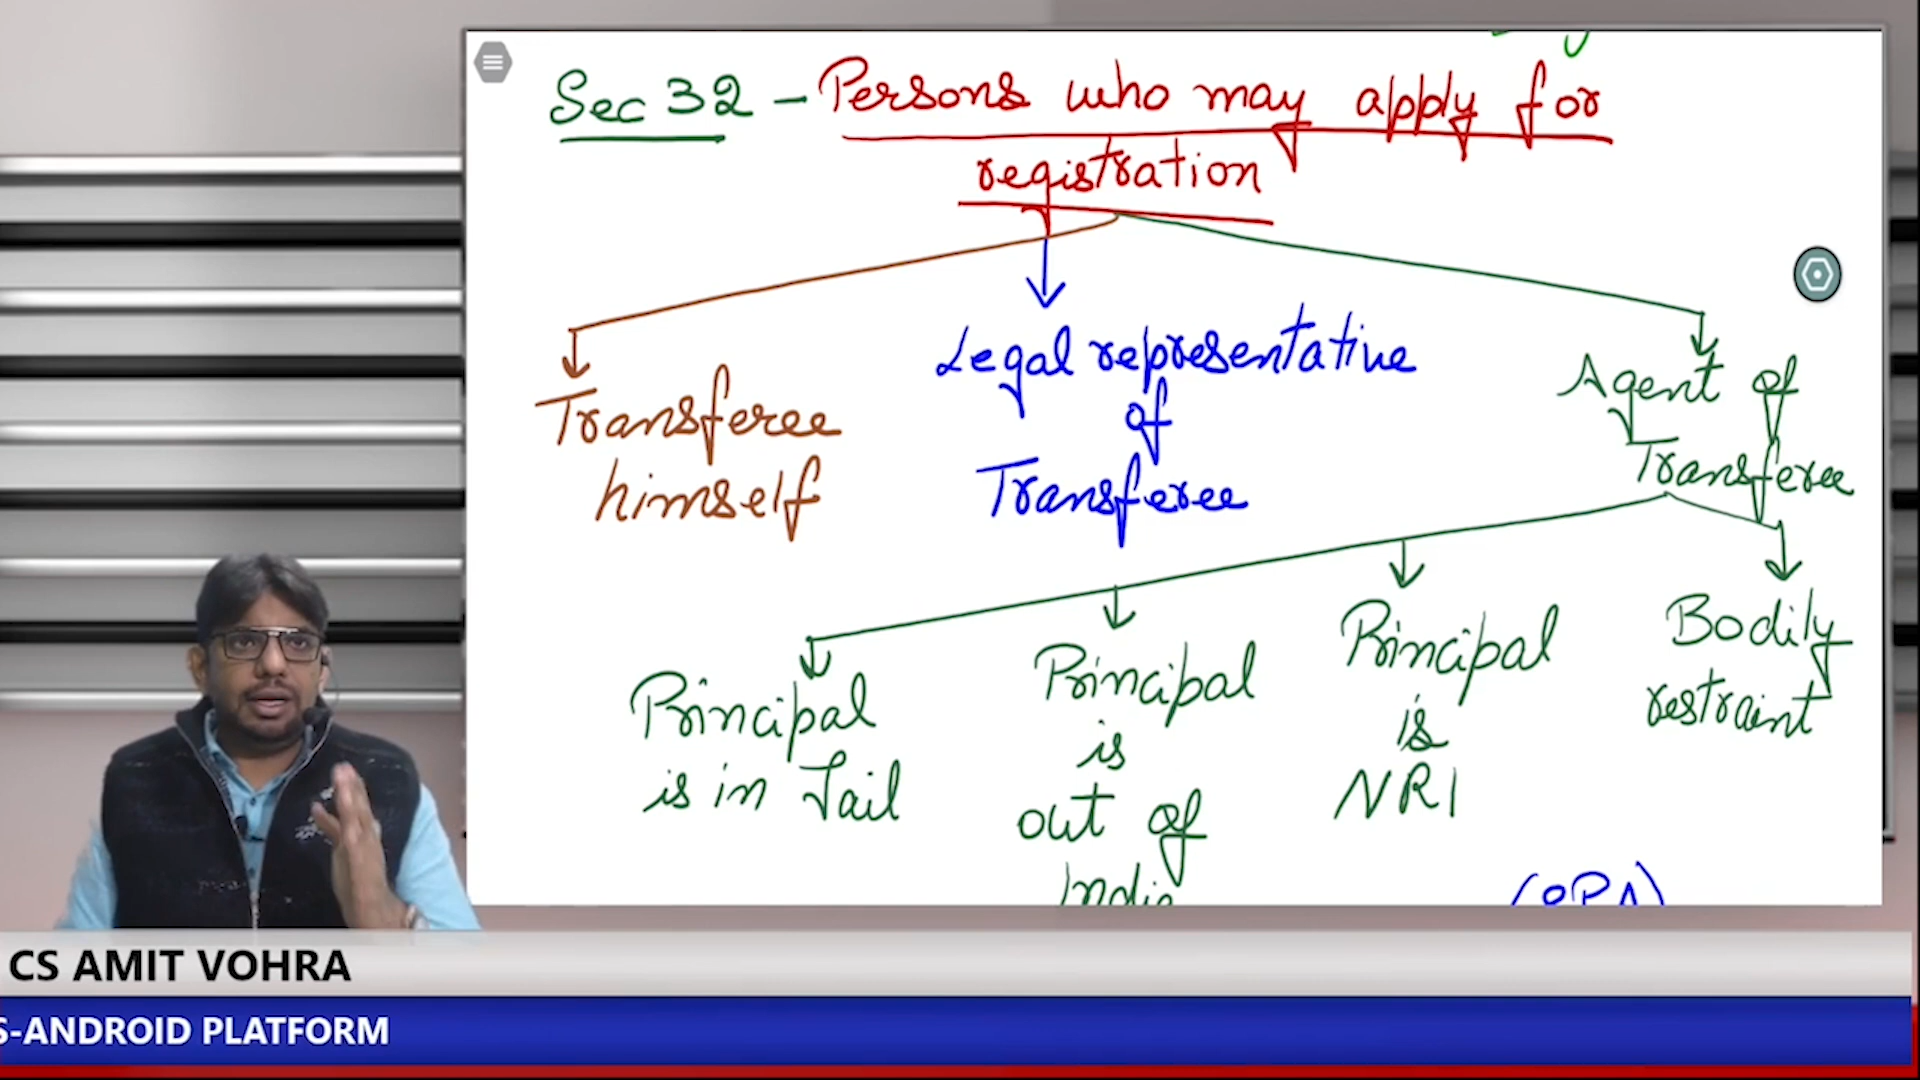 Sec 32 - Persons who may apply for
registration
Transferee
himself
Legal representative
of
Transferee
Agent of
Transferee
Principal
is in Jail
Principal
is
out of
India
Principal
is
NRI
Bodily
restraint
CS AMIT VOHRA
S-ANDROID PLATFORM